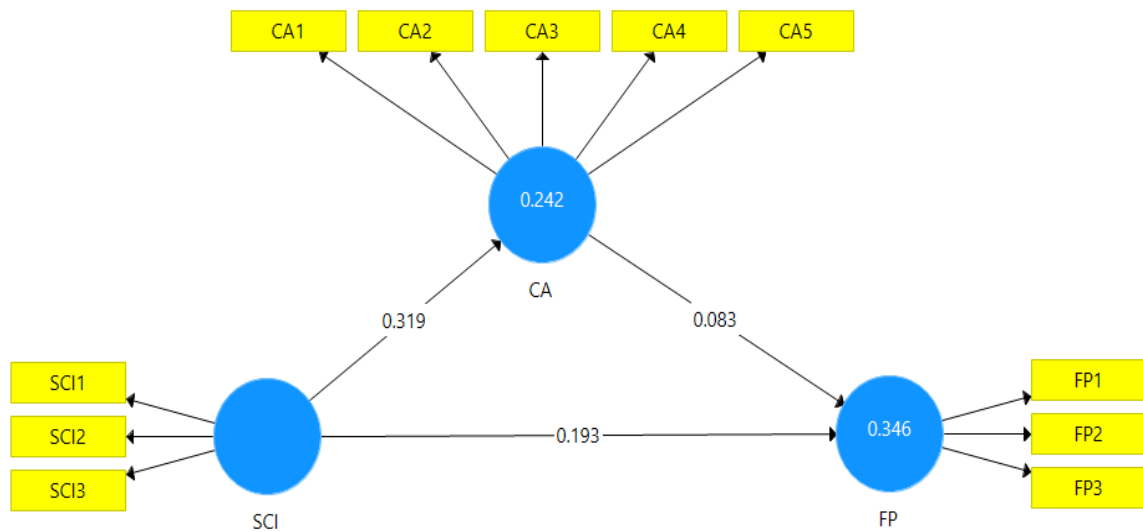 CA1 CA2 CA3 CA4 CA5
0.242
CA
0.319 0.083
SCI1
SCI2
SCI3
0.193
0.346
FP1
FP2
FP3
SCI
FP